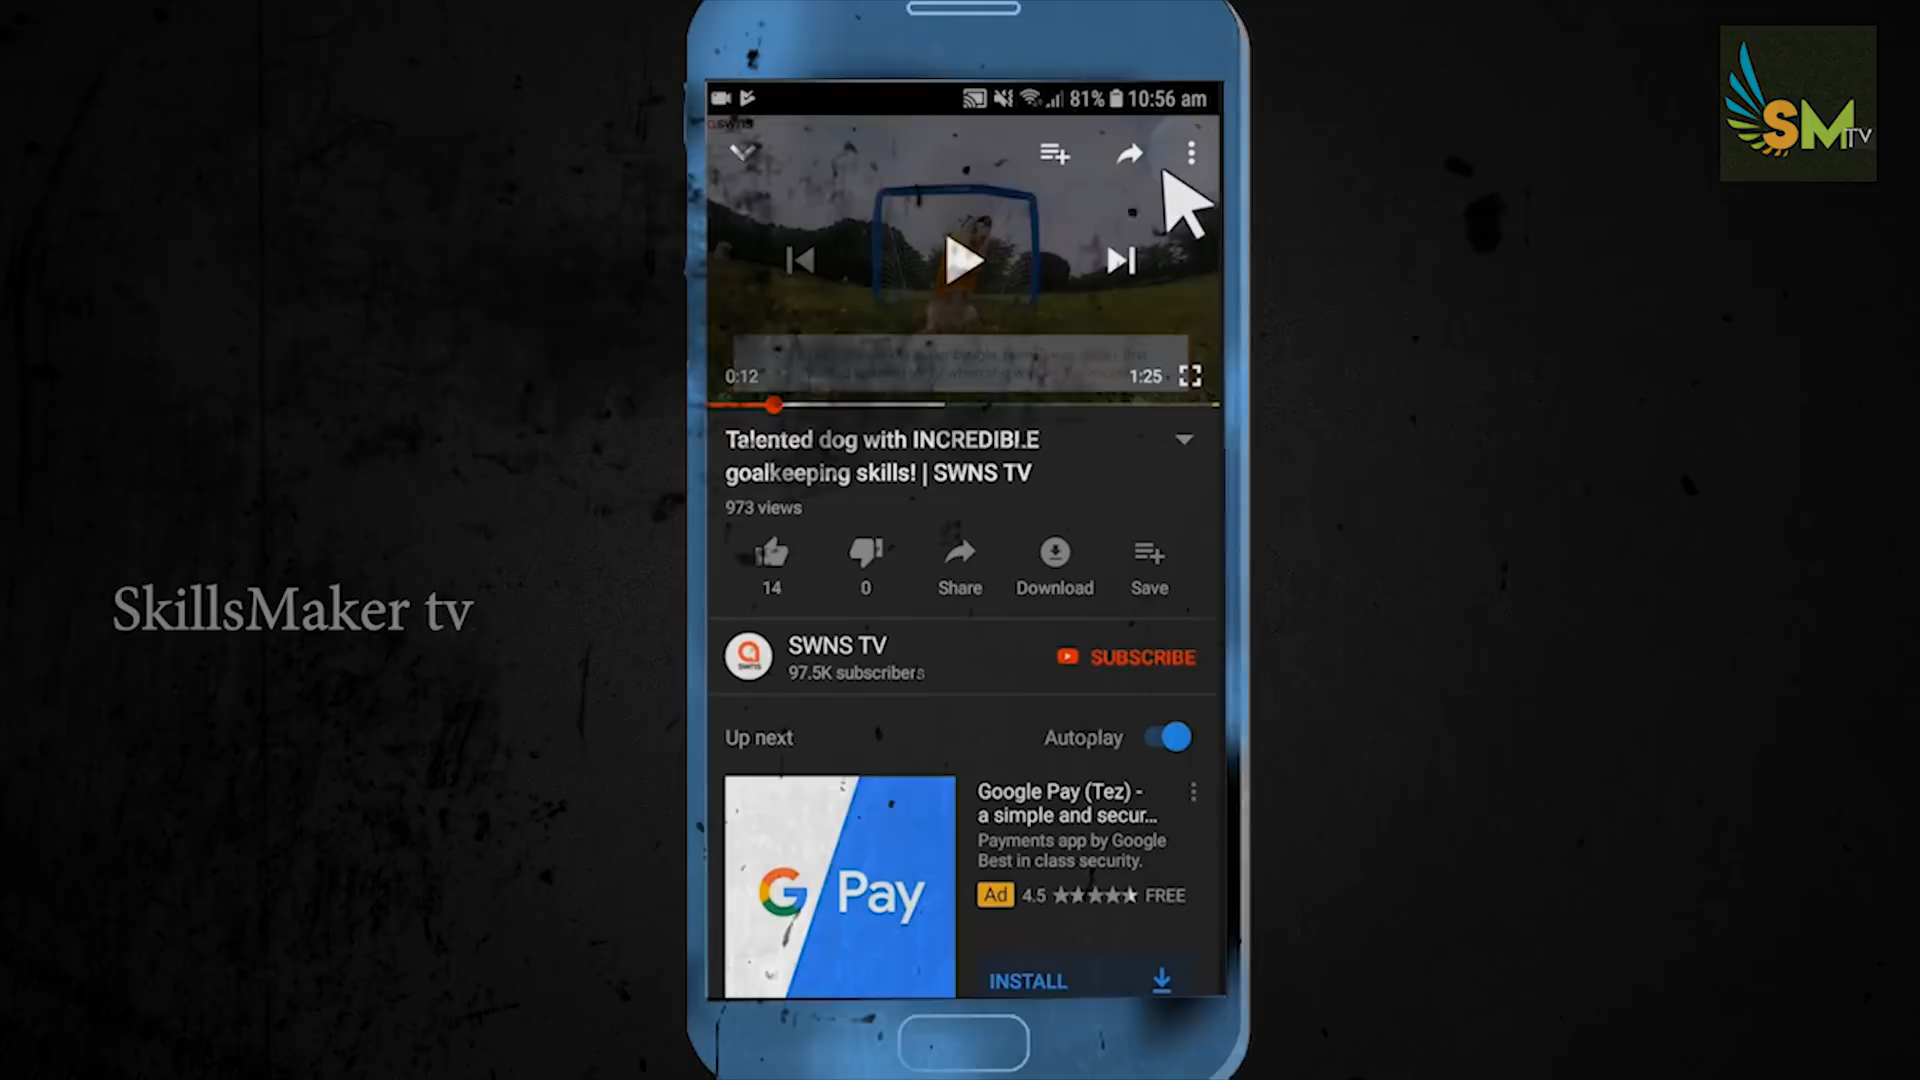 SM TV
81% 10:56 am
swns
0:12 1:25
Talented dog with INCREDIBLE
goalkeeping skills! | SWNS TV
973 views
14 0 Share Download Save
SkillsMaker tv
SWNS TV
SWNS
97.5K subscribers
SUBSCRIBE
Up next Autoplay
Google Pay (Tez) -
a simple and secur...
Payments app by Google
Best in class security.
G Pay
Ad 4.5 FREE
INSTALL